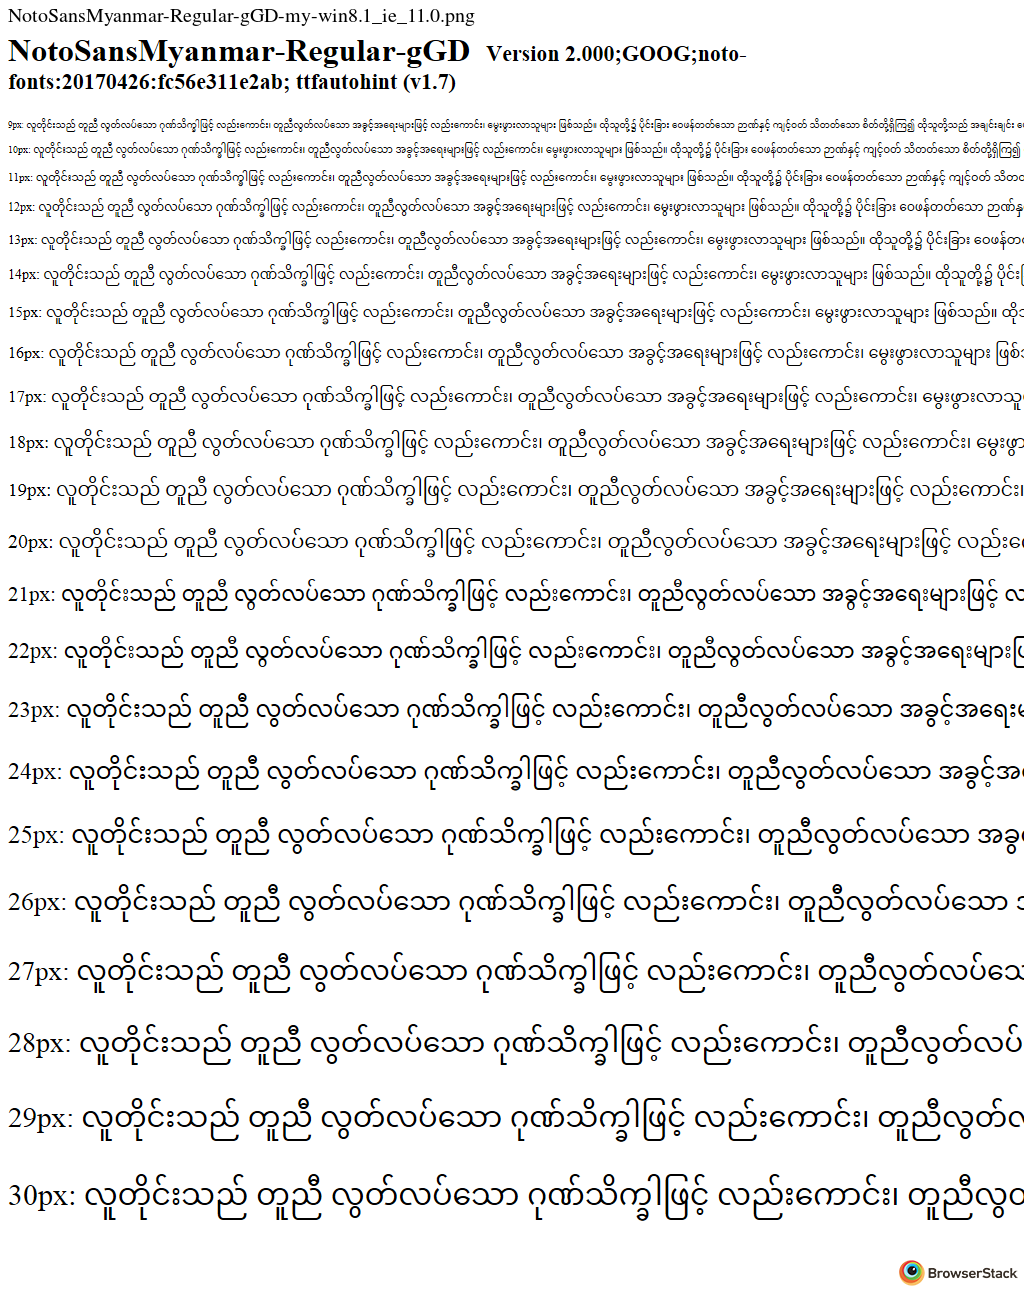 NotoSansMyanmar-Regular-gGD-my-win8.1_ie_11.0.png
NotoSansMyanmar-Regular-gGD Version 2.000;GOOG;noto-
fonts:20170426:fc56e311e2ab; ttfautohint (v1.7)
9px: လူတိုင်းသည် တူညီ လွတ်လပ်သော ဂုဏ်သိက္ခါဖြင့် လည်းကောင်း၊ တူညီလွတ်လပ်သော အခွင့်အရေးများဖြင့် လည်းကောင်း၊ မွေးဖွားလာသူများ ဖြစ်သည်။ ထိုသူတို့၌ ပိုင်းခြား ဝေဖန်တတ်သော ဉာဏ်နှင့် ကျင့်ဝတ် သိတတ်သော စိတ်တို့ရှိကြ၍ ထိုသူတို့သည် အချင်းချင်း
10px: လူတိုင်းသည် တူညီ လွတ်လပ်သော ဂုဏ်သိက္ခါဖြင့် လည်းကောင်း၊ တူညီလွတ်လပ်သော အခွင့်အရေးများဖြင့် လည်းကောင်း၊ မွေးဖွားလာသူများ ဖြစ်သည်။ ထိုသူတို့၌ ပိုင်းခြား ဝေဖန်တတ်သော ဉာဏ်နှင့် ကျင့်ဝတ် သိတတ်သော စိတ်တို့ရှိကြ၍
11px: လူတိုင်းသည် တူညီ လွတ်လပ်သော ဂုဏ်သိက္ခါဖြင့် လည်းကောင်း၊ တူညီလွတ်လပ်သော အခွင့်အရေးများဖြင့် လည်းကောင်း၊ မွေးဖွားလာသူများ ဖြစ်သည်။ ထိုသူတို့၌ ပိုင်းခြား ဝေဖန်တတ်သော ဉာဏ်နှင့် ကျင့်ဝတ်
12px: လူတိုင်းသည် တူညီ လွတ်လပ်သော ဂုဏ်သိက္ခါဖြင့် လည်းကောင်း၊ တူညီလွတ်လပ်သော အခွင့်အရေးများဖြင့် လည်းကောင်း၊ မွေးဖွားလာသူများ ဖြစ်သည်။ ထိုသူတို့၌ ပိုင်းခြား ဝေဖန်တတ်သော
13px: လူတိုင်းသည် တူညီ လွတ်လပ်သော ဂုဏ်သိက္ခါဖြင့် လည်းကောင်း၊ တူညီလွတ်လပ်သော အခွင့်အရေးများဖြင့် လည်းကောင်း၊ မွေးဖွားလာသူများ ဖြစ်သည်။ ထိုသူတို့၌ ပိုင်းခြား
14px: လူတိုင်းသည် တူညီ လွတ်လပ်သော ဂုဏ်သိက္ခါဖြင့် လည်းကောင်း၊ တူညီလွတ်လပ်သော အခွင့်အရေးများဖြင့် လည်းကောင်း၊ မွေးဖွားလာသူများ ဖြစ်သည်။ ထိုသူတို့၌
15px: လူတိုင်းသည် တူညီ လွတ်လပ်သော ဂုဏ်သိက္ခါဖြင့် လည်းကောင်း၊ တူညီလွတ်လပ်သော အခွင့်အရေးများဖြင့် လည်းကောင်း၊ မွေးဖွားလာသူများ ဖြစ်သည်။
16px: လူတိုင်းသည် တူညီ လွတ်လပ်သော ဂုဏ်သိက္ခါဖြင့် လည်းကောင်း၊ တူညီလွတ်လပ်သော အခွင့်အရေးများဖြင့် လည်းကောင်း၊ မွေးဖွားလာသူများ
17px: လူတိုင်းသည် တူညီ လွတ်လပ်သော ဂုဏ်သိက္ခါဖြင့် လည်းကောင်း၊ တူညီလွတ်လပ်သော အခွင့်အရေးများဖြင့် လည်းကောင်း၊ မွေးဖွားလာသူ
18px: လူတိုင်းသည် တူညီ လွတ်လပ်သော ဂုဏ်သိက္ခါဖြင့် လည်းကောင်း၊ တူညီလွတ်လပ်သော အခွင့်အရေးများဖြင့် လည်းကောင်း၊ မွေးဖွာ
19px: လူတိုင်းသည် တူညီ လွတ်လပ်သော ဂုဏ်သိက္ခါဖြင့် လည်းကောင်း၊ တူညီလွတ်လပ်သော အခွင့်အရေးများဖြင့် လည်းကောင်း၊
20px: လူတိုင်းသည် တူညီ လွတ်လပ်သော ဂုဏ်သိက္ခါဖြင့် လည်းကောင်း၊ တူညီလွတ်လပ်သော အခွင့်အရေးများဖြင့် လည်း
21px: လူတိုင်းသည် တူညီ လွတ်လပ်သော ဂုဏ်သိက္ခါဖြင့် လည်းကောင်း၊ တူညီလွတ်လပ်သော အခွင့်အရေးများဖြင့် လ
22px: လူတိုင်းသည် တူညီ လွတ်လပ်သော ဂုဏ်သိက္ခါဖြင့် လည်းကောင်း၊ တူညီလွတ်လပ်သော အခွင့်အရေးများ
23px: လူတိုင်းသည် တူညီ လွတ်လပ်သော ဂုဏ်သိက္ခါဖြင့် လည်းကောင်း၊ တူညီလွတ်လပ်သော အခွင့်အရေး
24px: လူတိုင်းသည် တူညီ လွတ်လပ်သော ဂုဏ်သိက္ခါဖြင့် လည်းကောင်း၊ တူညီလွတ်လပ်သော အခွင့်အ
25px: လူတိုင်းသည် တူညီ လွတ်လပ်သော ဂုဏ်သိက္ခါဖြင့် လည်းကောင်း၊ တူညီလွတ်လပ်သော အခွ
26px: လူတိုင်းသည် တူညီ လွတ်လပ်သော ဂုဏ်သိက္ခါဖြင့် လည်းကောင်း၊ တူညီလွတ်လပ်သော
27px: လူတိုင်းသည် တူညီ လွတ်လပ်သော ဂုဏ်သိက္ခါဖြင့် လည်းကောင်း၊ တူညီလွတ်လပ်သေ
28px: လူတိုင်းသည် တူညီ လွတ်လပ်သော ဂုဏ်သိက္ခါဖြင့် လည်းကောင်း၊ တူညီလွတ်လပ်
29px: လူတိုင်းသည် တူညီ လွတ်လပ်သော ဂုဏ်သိက္ခါဖြင့် လည်းကောင်း၊ တူညီလွတ်လ
30px: လူတိုင်းသည် တူညီ လွတ်လပ်သော ဂုဏ်သိက္ခါဖြင့် လည်းကောင်း၊ တူညီလွတ
BrowserStack